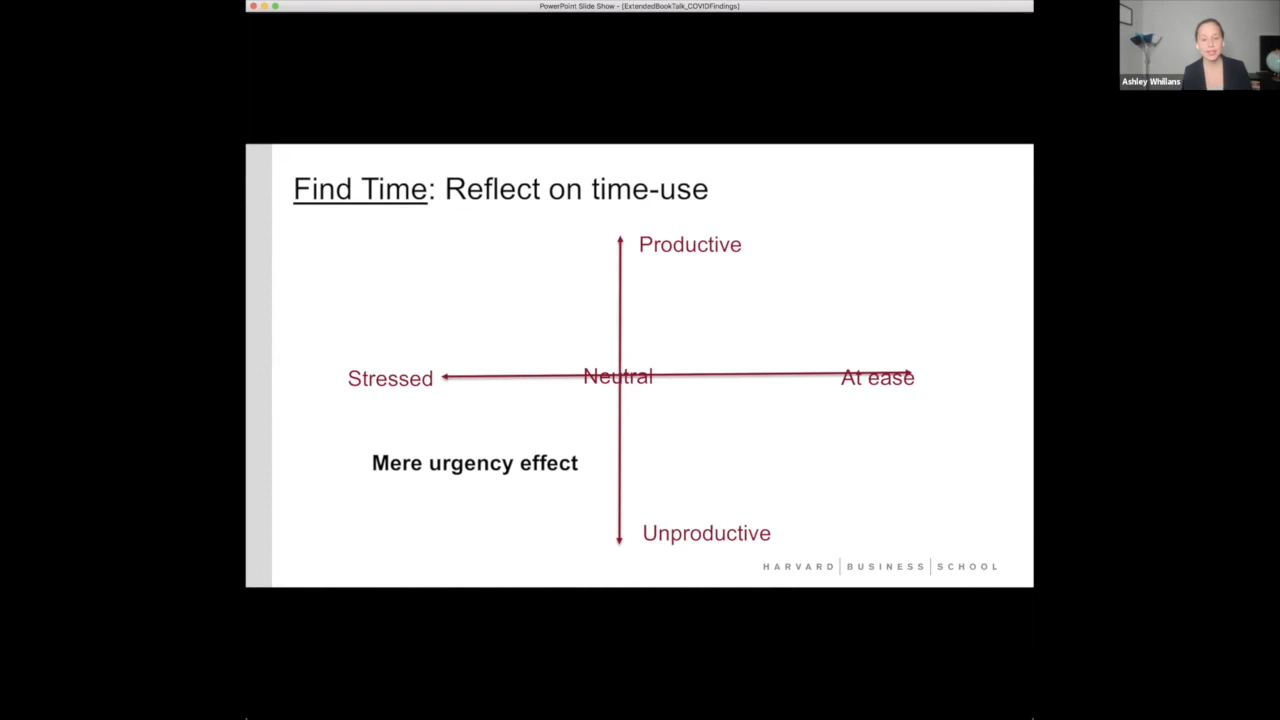 PowerPoint Slide Show - [ExtendedBookTalk_COVIDFindings]
Ashley Whillans
Find Time: Reflect on time-use
Productive
Stressed
Neutral
At ease
Mere urgency effect
Unproductive
HARVARD | BUSINESS | SCHOOL